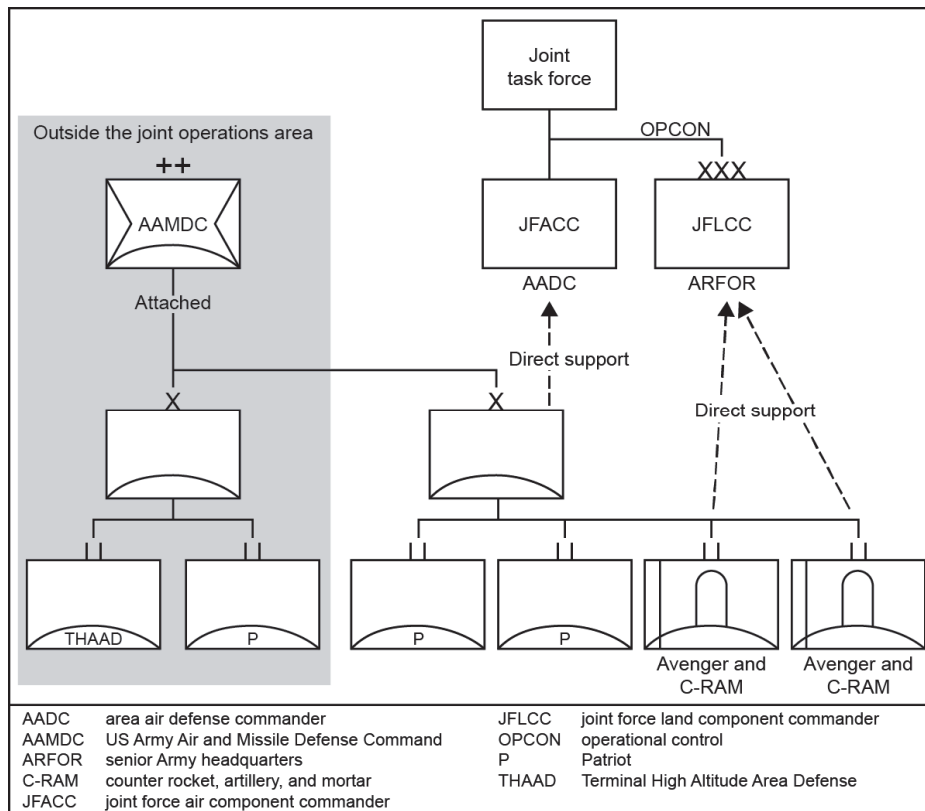 Joint
task force
OPCON
Outside the joint operations area
++
XXX
AAMDC
JFACC
JFLCC
AADC
ARFOR
Attached
Direct support
Direct support
X
X
THAAD
P
P
P
Avenger and
C-RAM
Avenger and
C-RAM
AADC area air defense commander
AAMDC US Army Air and Missile Defense Command
ARFOR senior Army headquarters
C-RAM counter rocket, artillery, and mortar
JFACC joint force air component commander
JFLCC joint force land component commander
OPCON operational control
P Patriot
THAAD Terminal High Altitude Area Defense